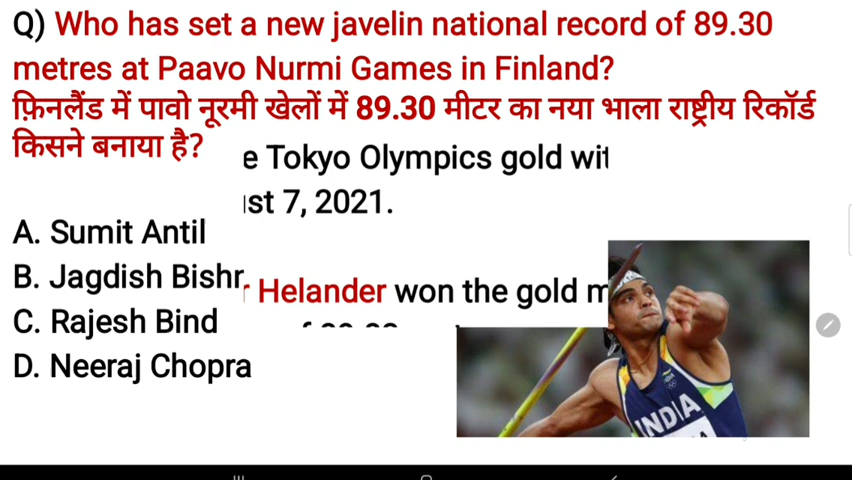 Q) Who has set a new javelin national record of 89.30
metres at Paavo Nurmi Games in Finland?
फ़िनलैंड में पावो नूरमी खेलों में 89.30 मीटर का नया भाला राष्ट्रीय रिकॉर्ड
किसने बनाया है?
e Tokyo Olympics gold wit
st 7, 2021.
A. Sumit Antil
B. Jagdish Bishr
Helander won the gold m
C. Rajesh Bind
D. Neeraj Chopra
INDIA